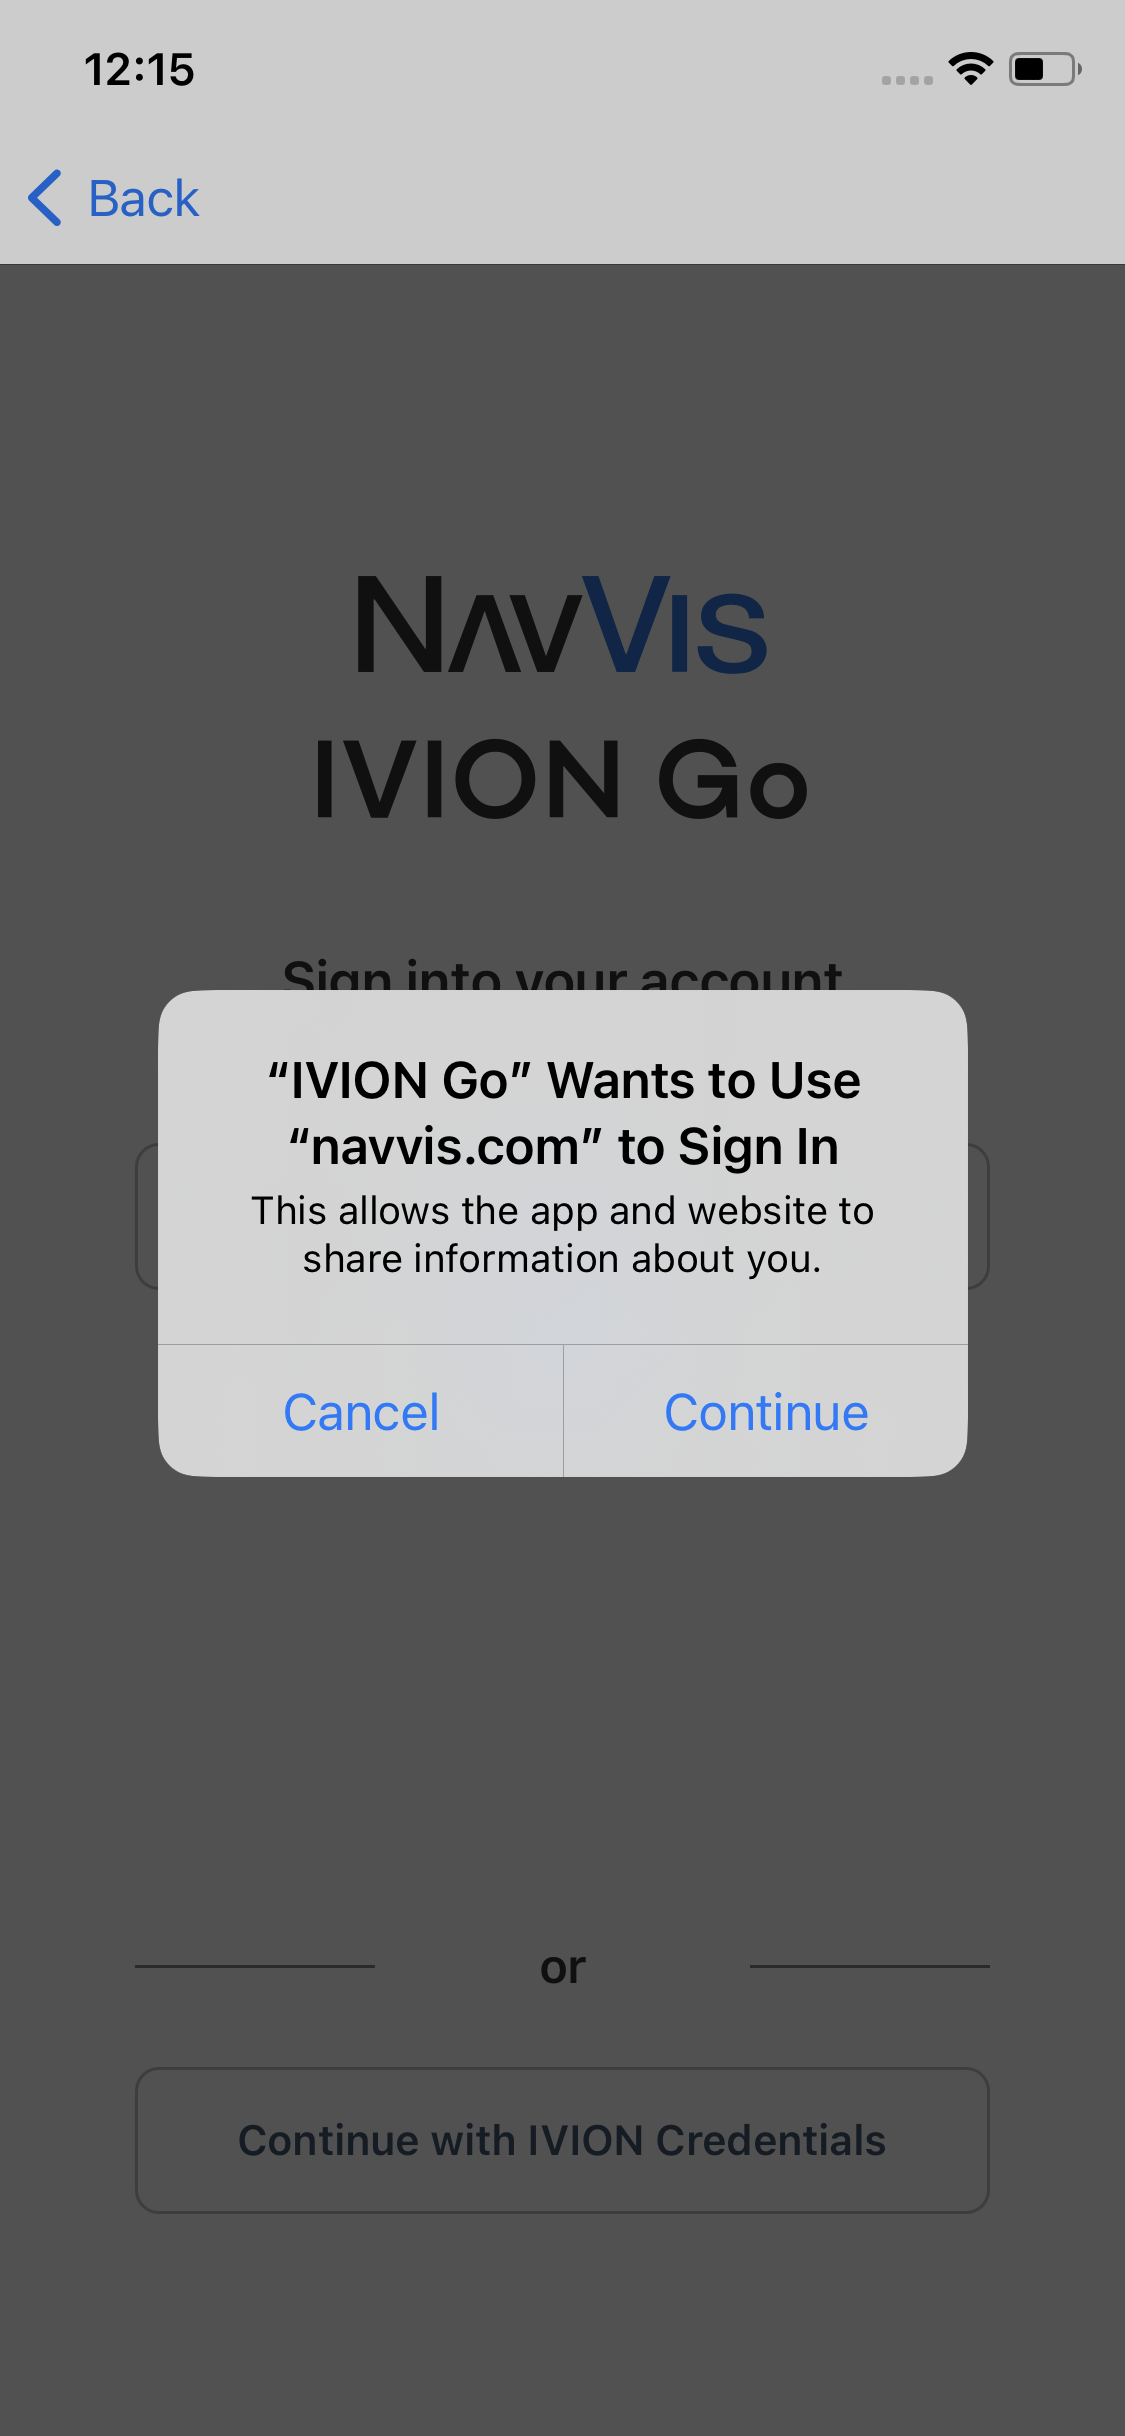 12:15
Back
NavVis
IVION Go
Sign into your account
“IVION Go” Wants to Use
“navvis.com” to Sign In
This allows the app and website to
share information about you.
Cancel
Continue
or
Continue with IVION Credentials